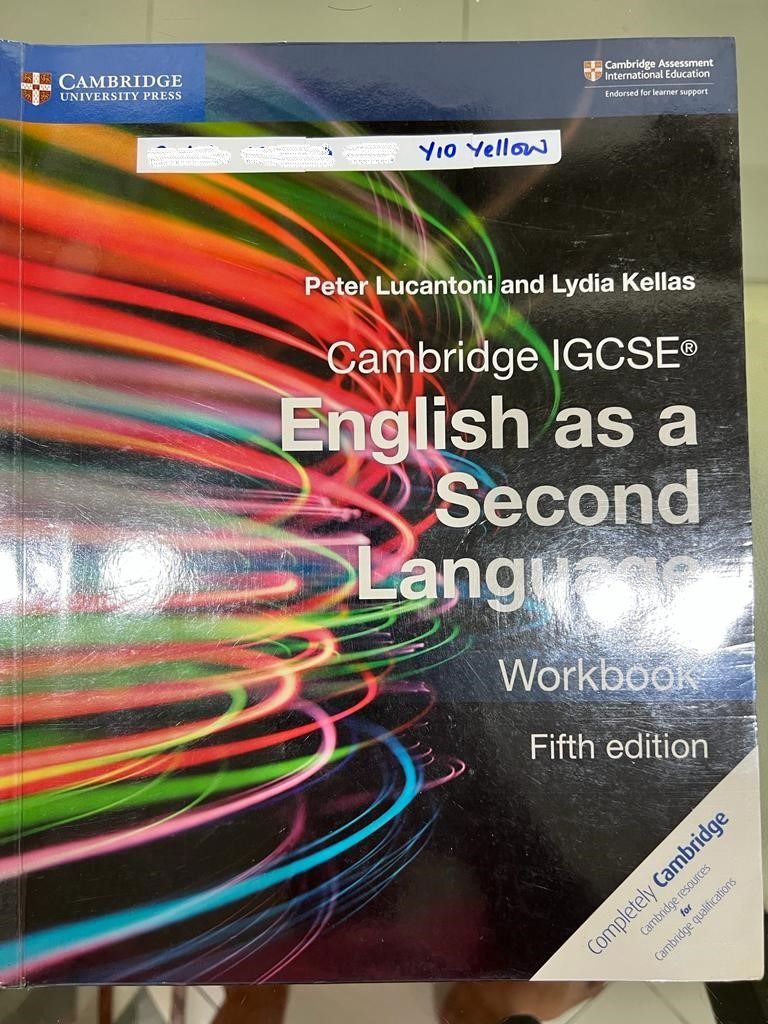 CAMBRIDGE
UNIVERSITY PRESS
Cambridge Assessment
International Education
Endorsed for learner support
Y10 Yellow
Peter Lucantoni and Lydia Kellas
Cambridge IGCSE®
English as a
Second
Language
Workbook
Fifth edition
Completely Cambridge
Cambridge resources
for
Cambridge qualifications